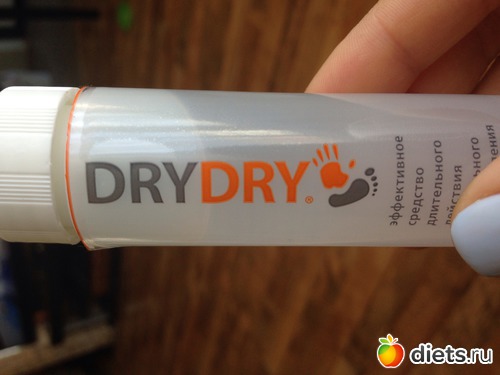 DRYDRY®
эффективное
средство
длительного
действия
diets.ru